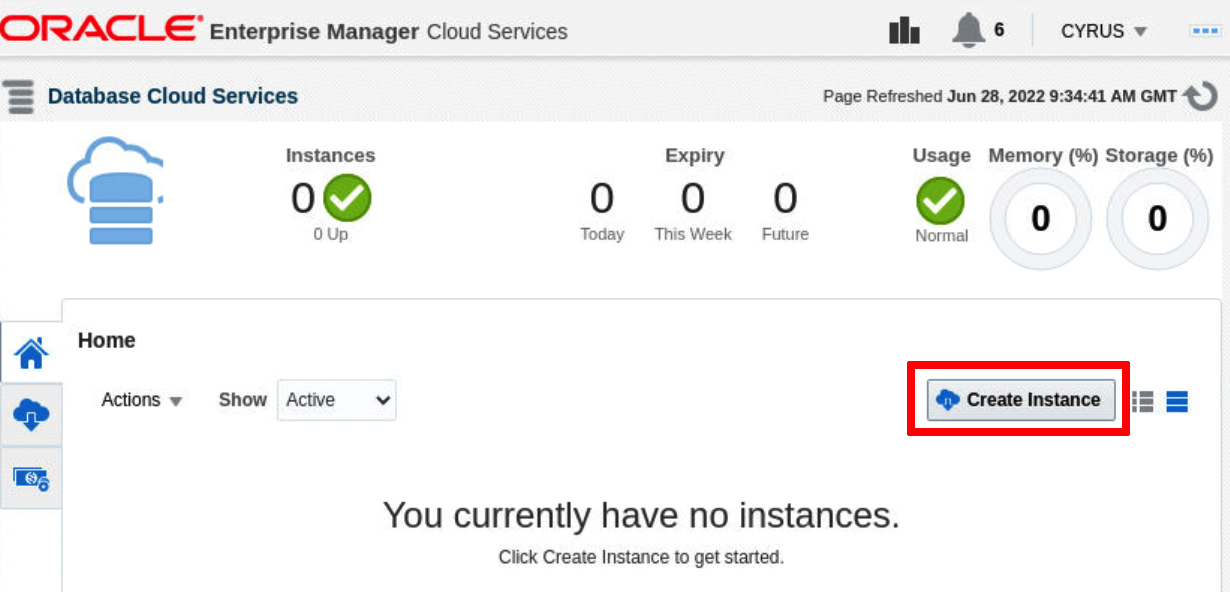 ORACLE Enterprise Manager Cloud Services
6
CYRUS
Database Cloud Services
Page Refreshed Jun 28, 2022 9:34:41 AM GMT
Instances
0
0 Up
Expiry
0 0 0
Today This Week Future
Usage Memory (%) Storage (%)
0 0
Normal
Home
Actions Show Active Create Instance
You currently have no instances.
Click Create Instance to get started.